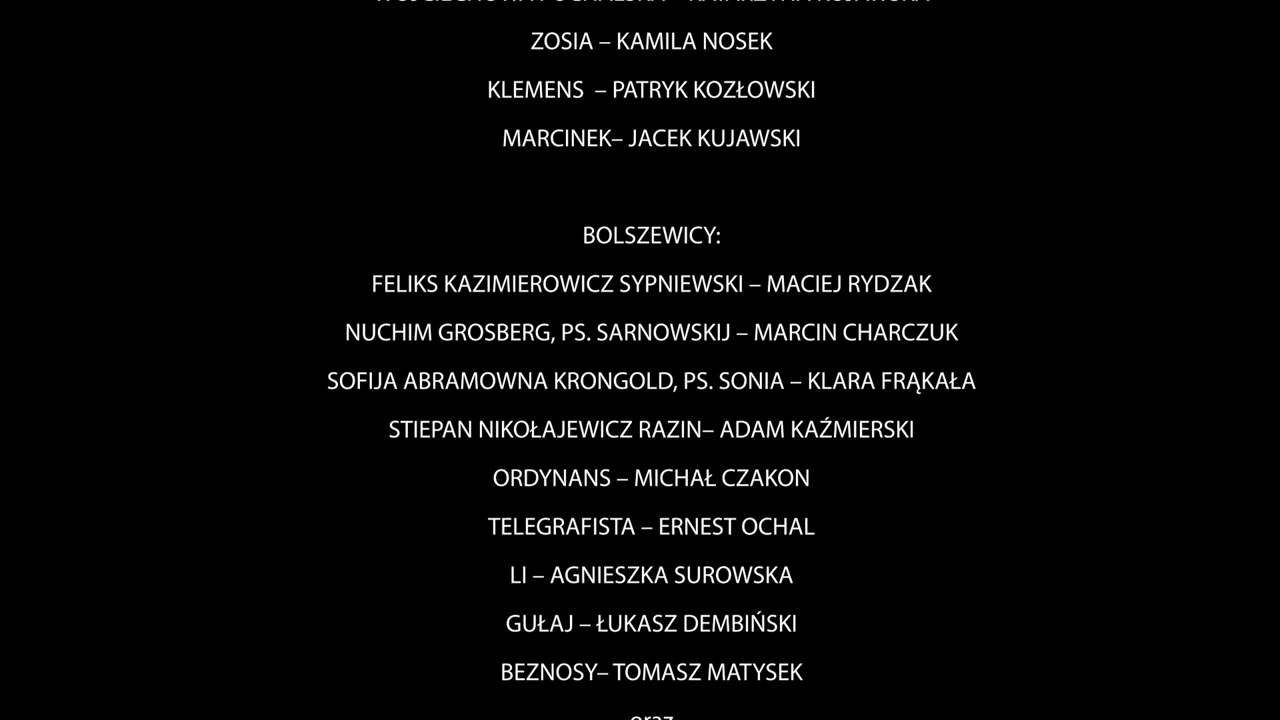 ZOSIA – KAMILA NOSEK
KLEMENS – PATRYK KOZŁOWSKI
MARCINEK– JACEK KUJAWSKI
BOLSZEWICY:
FELIKS KAZIMIEROWICZ SYPNIEWSKI – MACIEJ RYDZAK
NUCHIM GROSBERG, PS. SARNOWSKIJ – MARCIN CHARCZUK
SOFIJA ABRAMOWNA KRONGOLD, PS. SONIA – KLARA FRĄKAŁA
STIEPAN NIKOŁAJEWICZ RAZIN– ADAM KAŹMIERSKI
ORDYNANS – MICHAŁ CZAKON
TELEGRAFISTA – ERNEST OCHAL
LI – AGNIESZKA SUROWSKA
GUŁAJ – ŁUKASZ DEMBIŃSKI
BEZNOSY– TOMASZ MATYSEK
oraz